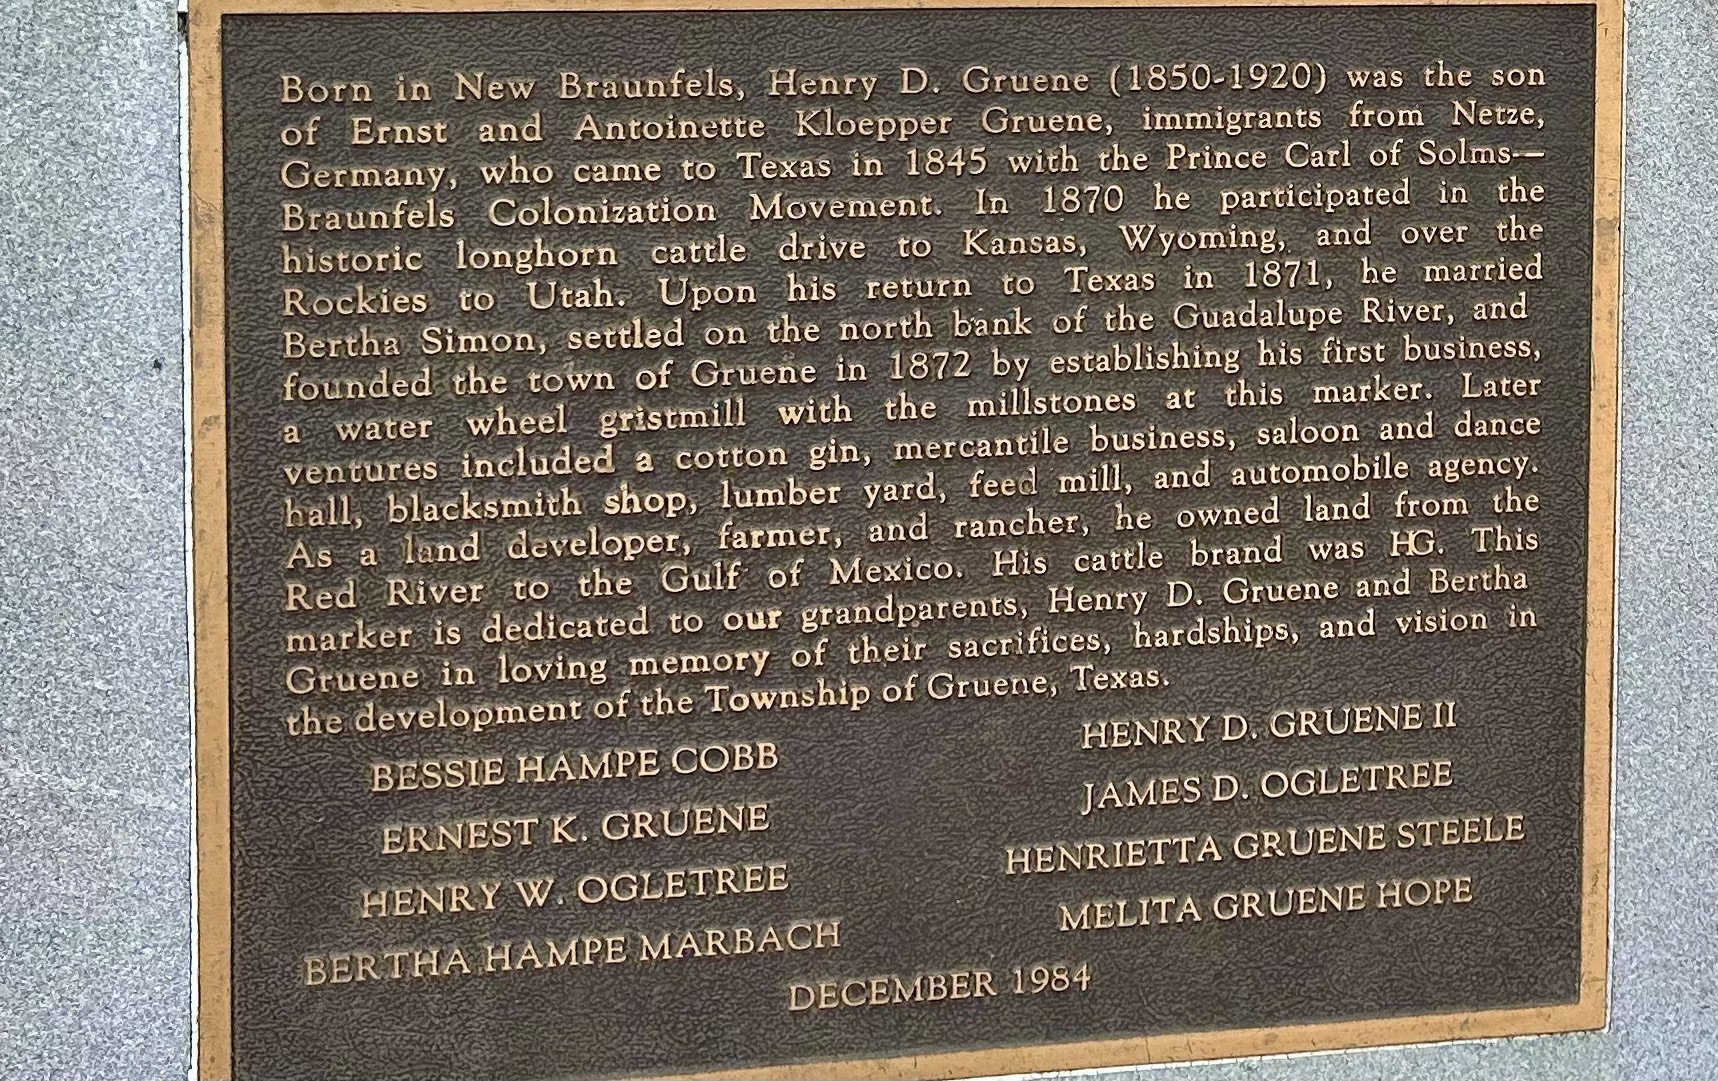 Born in New Braunfels, Henry D. Gruene (1850-1920) was the son
of Ernst and Antoinette Kloepper Gruene, immigrants from Netze,
Germany, who came to Texas in 1845 with the Prince Carl of Solms—
Braunfels Colonization Movement. In 1870 he participated in the
historic longhorn cattle drive to Kansas, Wyoming, and over the
Rockies to Utah. Upon his return to Texas in 1871, he married
Bertha Simon, settled on the north bank of the Guadalupe River, and
founded the town of Gruene in 1872 by establishing his first business,
a water wheel gristmill with the millstones at this marker. Later
ventures included a cotton gin, mercantile business, saloon and dance
hall, blacksmith shop, lumber yard, feed mill, and automobile agency.
As a land developer, farmer, and rancher, he owned land from the
Red River to the Gulf of Mexico. His cattle brand was HG. This
marker is dedicated to our grandparents, Henry D. Gruene and Bertha
Gruene in loving memory of their sacrifices, hardships, and vision in
the development of the Township of Gruene, Texas.
BESSIE HAMPE COBB
ERNEST K. GRUENE
HENRY W. OGLETREE
BERTHA HAMPE MARBACH
HENRY D. GRUENE II
JAMES D. OGLETREE
HENRIETTA GRUENE STEELE
MELITA GRUENE HOPE
DECEMBER 1984